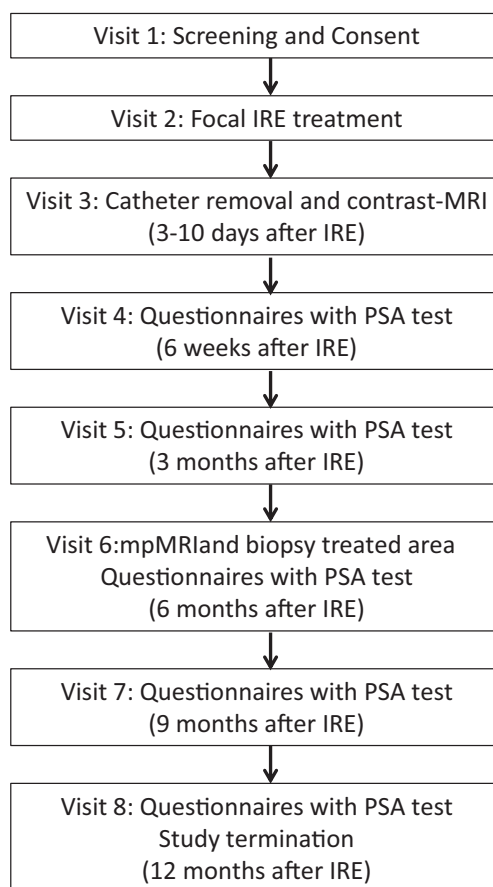 Visit 1: Screening and Consent
Visit 2: Focal IRE treatment
Visit 3: Catheter removal and contrast-MRI
(3-10 days after IRE)
Visit 4: Questionnaires with PSA test
(6 weeks after IRE)
Visit 5: Questionnaires with PSA test
(3 months after IRE)
Visit 6:mpMRIand biopsy treated area
Questionnaires with PSA test
(6 months after IRE)
Visit 7: Questionnaires with PSA test
(9 months after IRE)
Visit 8: Questionnaires with PSA test
Study termination
(12 months after IRE)